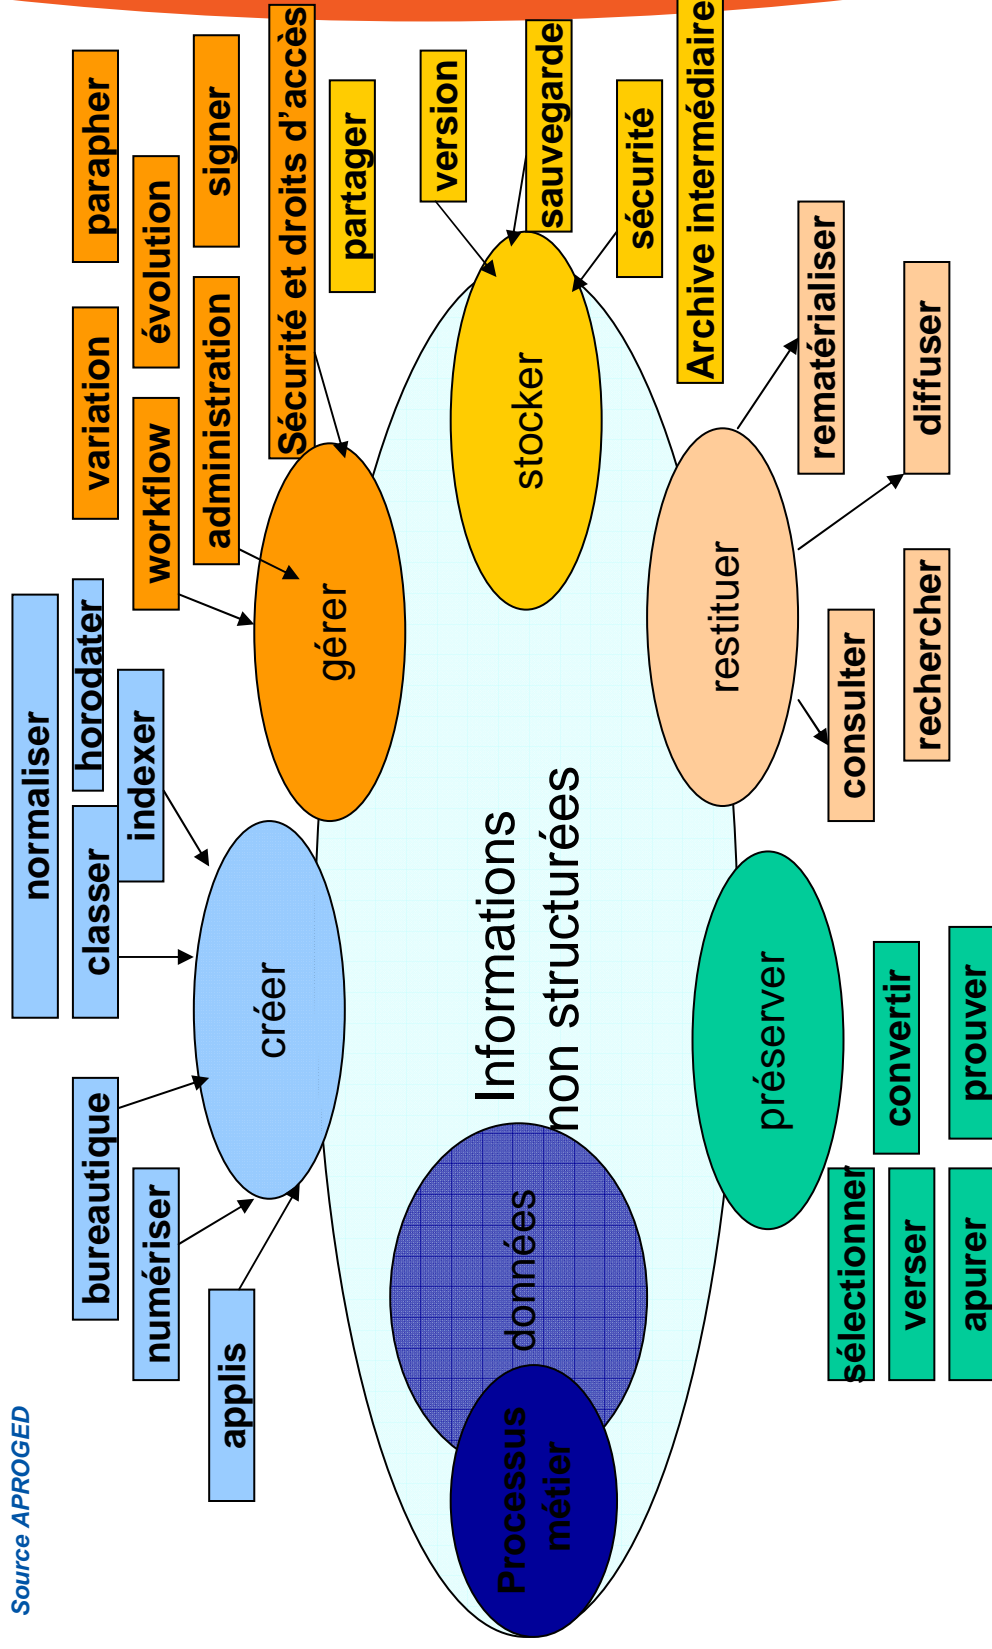 Source APROGED
normaliser
bureautique
classer
horodater
variation
parapher
numériser
indexer
workflow
évolution
applis
administration
signer
créer
gérer
Sécurité et droits d'accès
partager
Informations
non structurées
données
Processus
métier
stocker
version
sauvegarde
sécurité
Archive intermédiaire
restituer
rematérialiser
diffuser
consulter
rechercher
préserver
sélectionner
convertir
verser
prouver
apurer